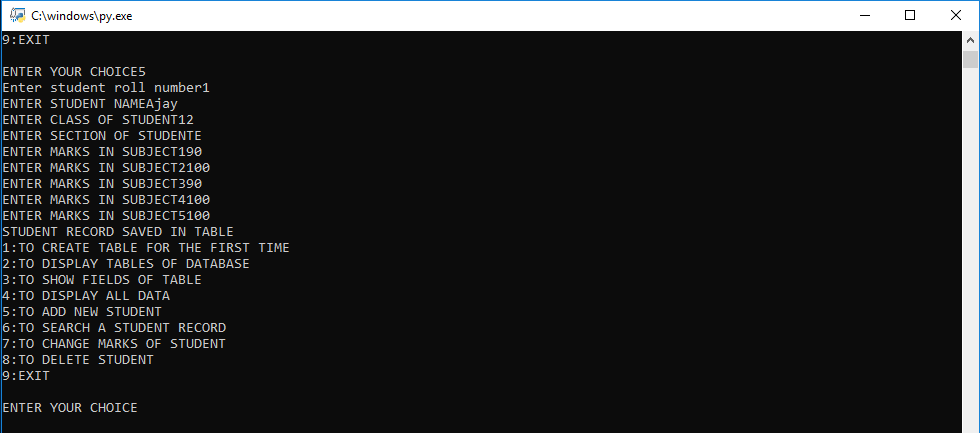 C:\windows\py.exe
9:EXIT
ENTER YOUR CHOICE5
Enter student roll number1
ENTER STUDENT NAMEAjay
ENTER CLASS OF STUDENT12
ENTER SECTION OF STUDENTE
ENTER MARKS IN SUBJECT190
ENTER MARKS IN SUBJECT2100
ENTER MARKS IN SUBJECT390
ENTER MARKS IN SUBJECT4100
ENTER MARKS IN SUBJECT5100
STUDENT RECORD SAVED IN TABLE
1:TO CREATE TABLE FOR THE FIRST TIME
2:TO DISPLAY TABLES OF DATABASE
3:TO SHOW FIELDS OF TABLE
4:TO DISPLAY ALL DATA
5:TO ADD NEW STUDENT
6:TO SEARCH A STUDENT RECORD
7:TO CHANGE MARKS OF STUDENT
8:TO DELETE STUDENT
9:EXIT
ENTER YOUR CHOICE